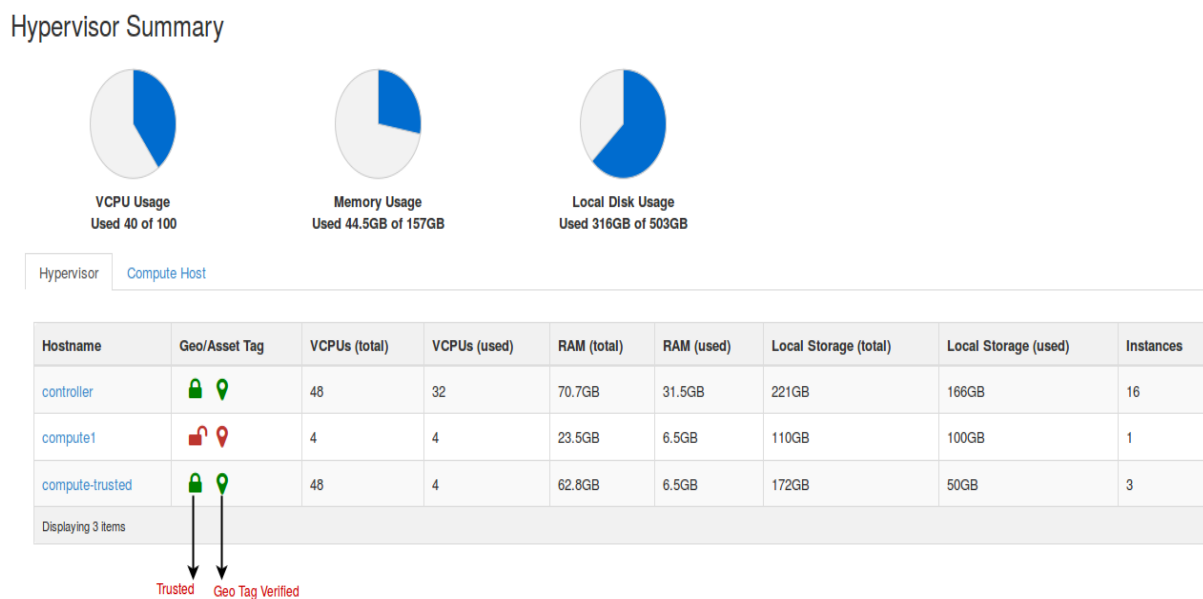 Hypervisor Summary
VCPU Usage
Used 40 of 100
Memory Usage
Used 44.5GB of 157GB
Local Disk Usage
Used 316GB of 503GB
Hypervisor Compute Host
Hostname Geo/Asset Tag VCPUs (total) VCPUs (used) RAM (total) RAM (used) Local Storage (total) Local Storage (used) Instances
controller 48 32 70.7GB 31.5GB 221GB 166GB 16
compute1 4 4 23.5GB 6.5GB 110GB 100GB 1
compute-trusted 48 4 62.8GB 6.5GB 172GB 50GB 3
Displaying 3 items
Trusted Geo Tag Verified